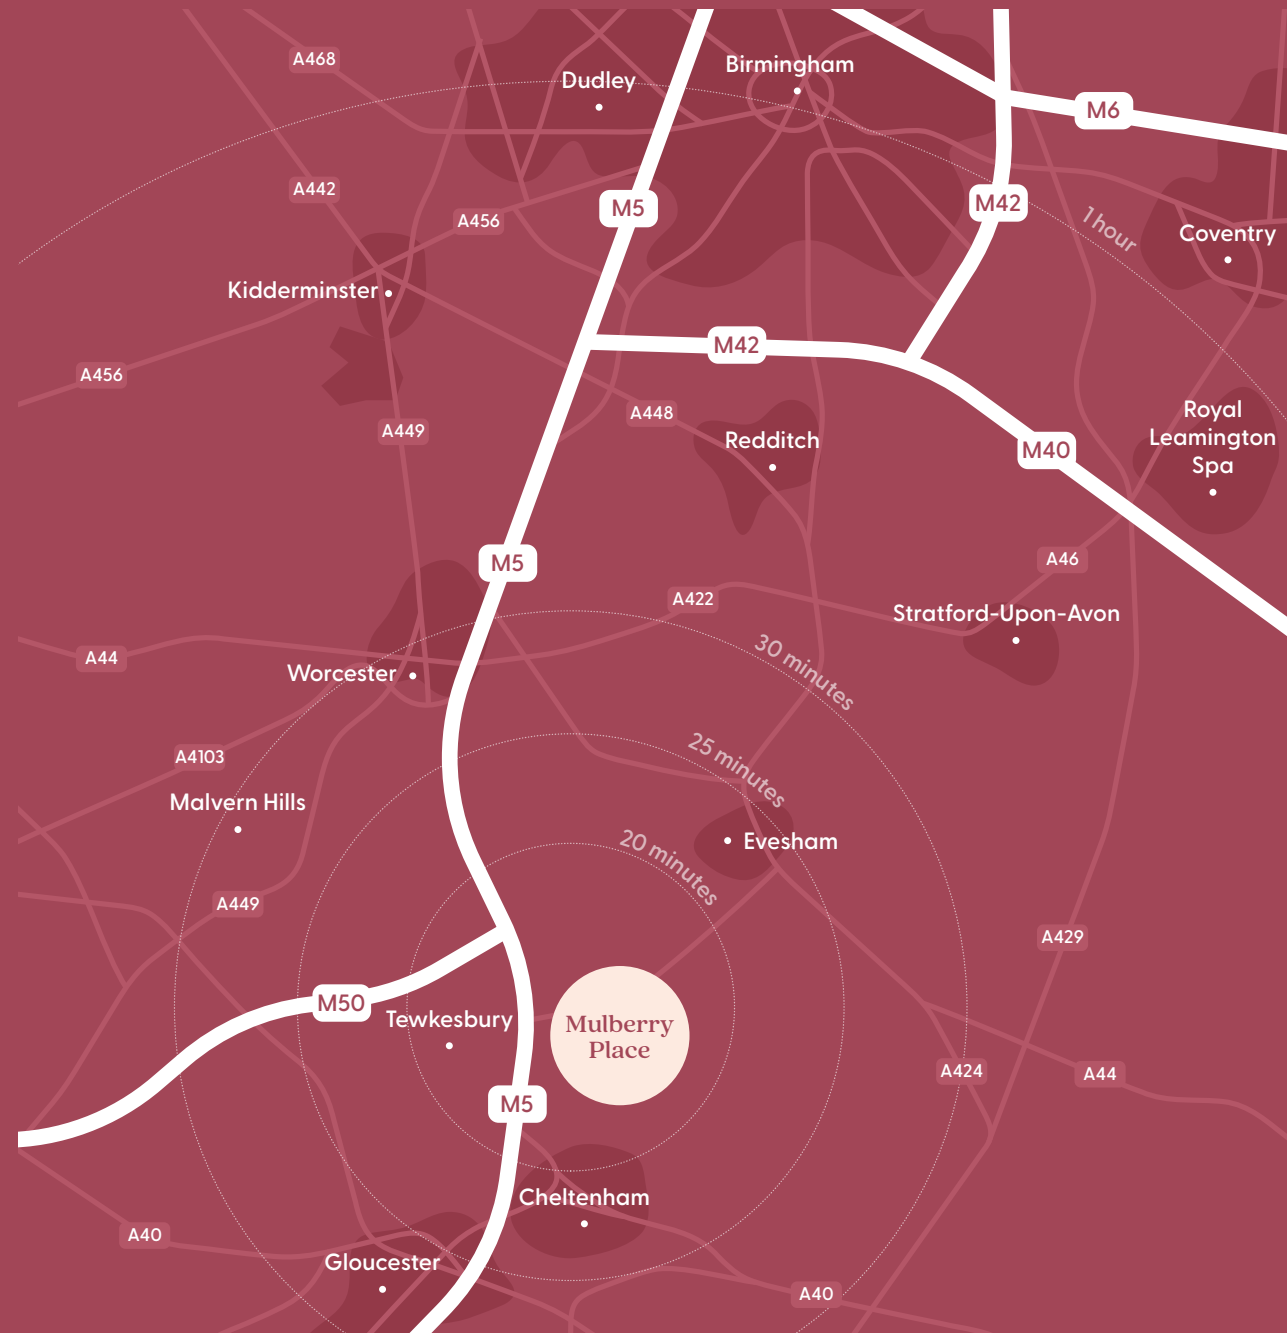 A468
Birmingham
Dudley
M6
A442
M42
M5
A456
1 hour
Coventry
Kidderminster
M42
A456
A448
Royal
Leamington
Spa
A449
Redditch
M40
M5
A46
A422
Stratford-Upon-Avon
A44
30 minutes
Worcester
A4103
25 minutes
Malvern Hills
20 minutes
Evesham
A449
A429
M50
Tewkesbury
Mulberry
Place
A424
A44
M5
Cheltenham
A40
Gloucester
A40